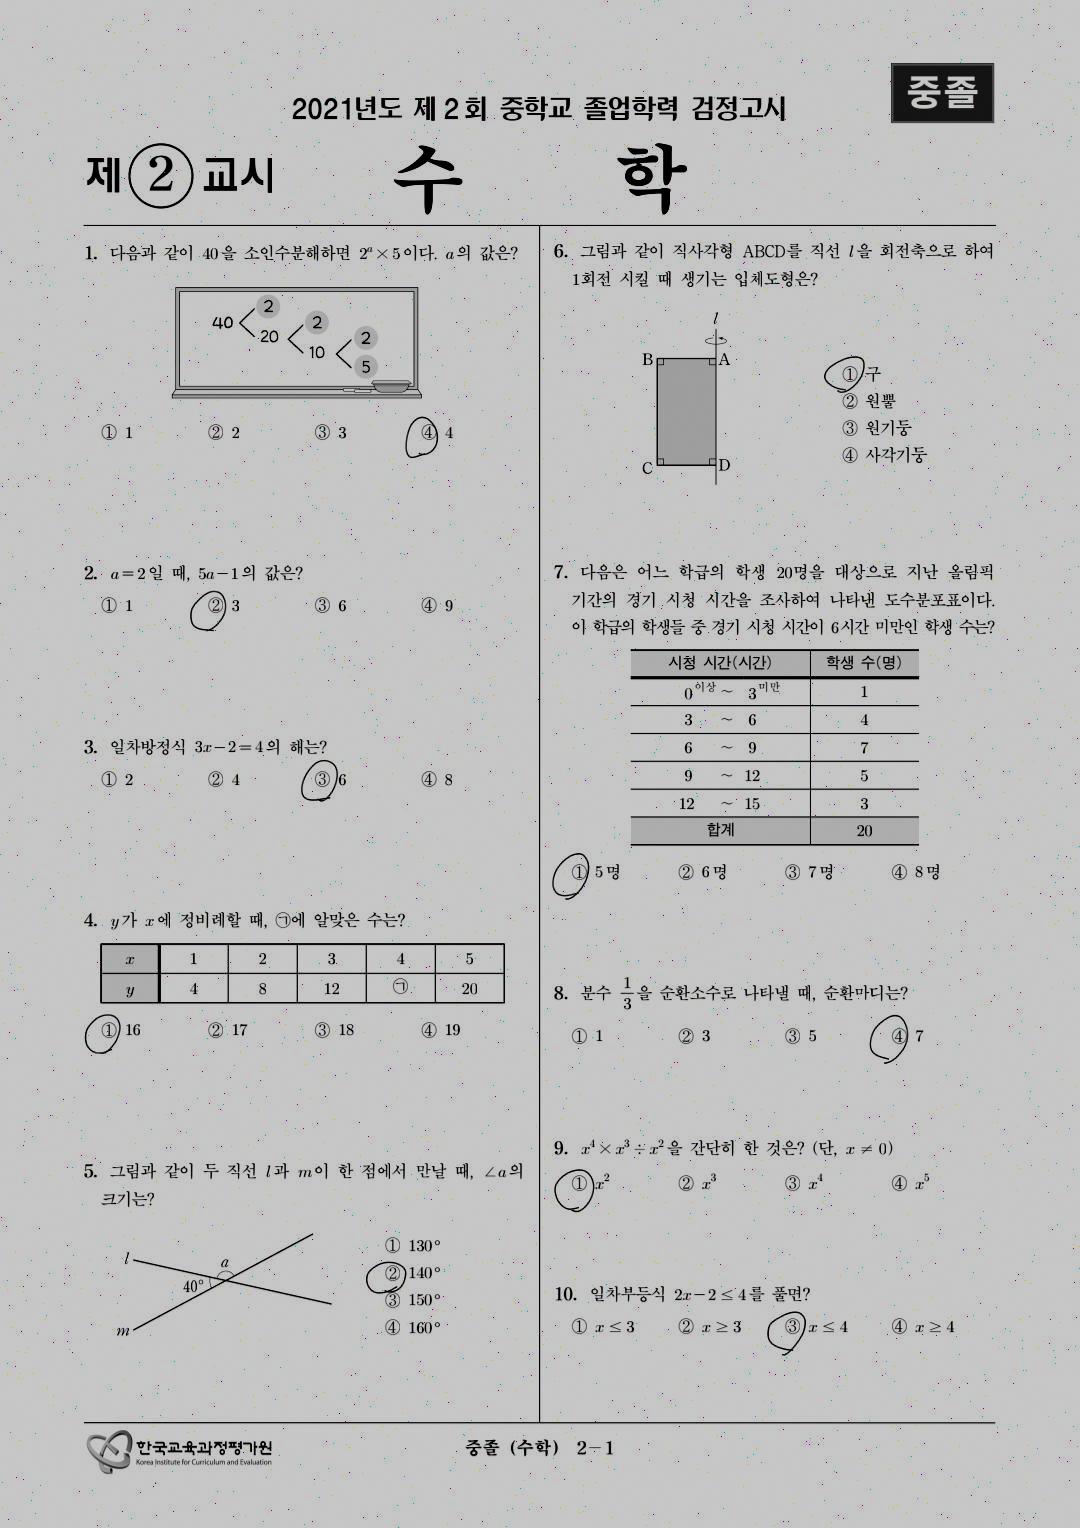 중졸
2021년도 제 2 회 중학교 졸업학력 검정고시
제 2 교시 수 학
1. 다음과 같이 40을 소인수분해하면 2ᵃ×5이다. a의 값은?
40 2
20 2
10 2
5
① 1 ② 2 ③ 3 ④ 4
2. a=2일 때, 5a-1의 값은?
① 1 ② 3 ③ 6 ④ 9
3. 일차방정식 3x-2=4의 해는?
① 2 ② 4 ③ 6 ④ 8
4. y가 x에 정비례할 때, ㉠에 알맞은 수는?
x 1 2 3 4 5
y 4 8 12 ㉠ 20
① 16 ② 17 ③ 18 ④ 19
5. 그림과 같이 두 직선 l과 m이 한 점에서 만날 때, ∠a의
크기는?
l a
40°
m
① 130°
② 140°
③ 150°
④ 160°
6. 그림과 같이 직사각형 ABCD를 직선 l을 회전축으로 하여
1회전 시킬 때 생기는 입체도형은?
l
B A
C D
① 구
② 원뿔
③ 원기둥
④ 사각기둥
7. 다음은 어느 학급의 학생 20명을 대상으로 지난 올림픽
기간의 경기 시청 시간을 조사하여 나타낸 도수분포표이다.
이 학급의 학생들 중 경기 시청 시간이 6시간 미만인 학생 수는?
시청 시간(시간) 학생 수(명)
0이상 ~ 3미만 1
3 ~ 6 4
6 ~ 9 7
9 ~ 12 5
12 ~ 15 3
합계 20
① 5명 ② 6명 ③ 7명 ④ 8명
8. 분수 1/3을 순환소수로 나타낼 때, 순환마디는?
① 1 ② 3 ③ 5 ④ 7
9. x⁴×x³÷x²을 간단히 한 것은? (단, x ≠ 0)
① x² ② x³ ③ x⁴ ④ x⁵
10. 일차부등식 2x-2≤4를 풀면?
① x≤3 ② x≥3 ③ x≤4 ④ x≥4
한국교육과정평가원
Korea Institute for Curriculum and Evaluation
중졸 (수학) 2-1